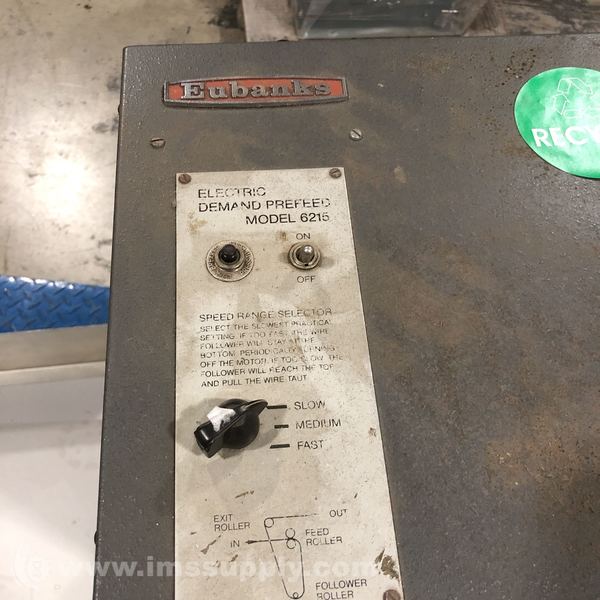 Eubanks
RECY
ELECTRIC
DEMAND PREFEED
MODEL 6215
ON
OFF
SPEED RANGE SELECTOR
SELECT THE SLOWEST PRACTICAL
SETTING. IF TOO FAST THE WIRE
FOLLOWER WILL STAY AT THE
BOTTOM PERIODICALLY TURNING
OFF THE MOTOR. IF TOO SLOW THE
FOLLOWER WILL REACH THE TOP
AND PULL THE WIRE TAUT
SLOW
MEDIUM
FAST
EXIT
ROLLER
OUT
IN
FEED
ROLLER
FOLLOWER
ROLLER
www.imssupply.com